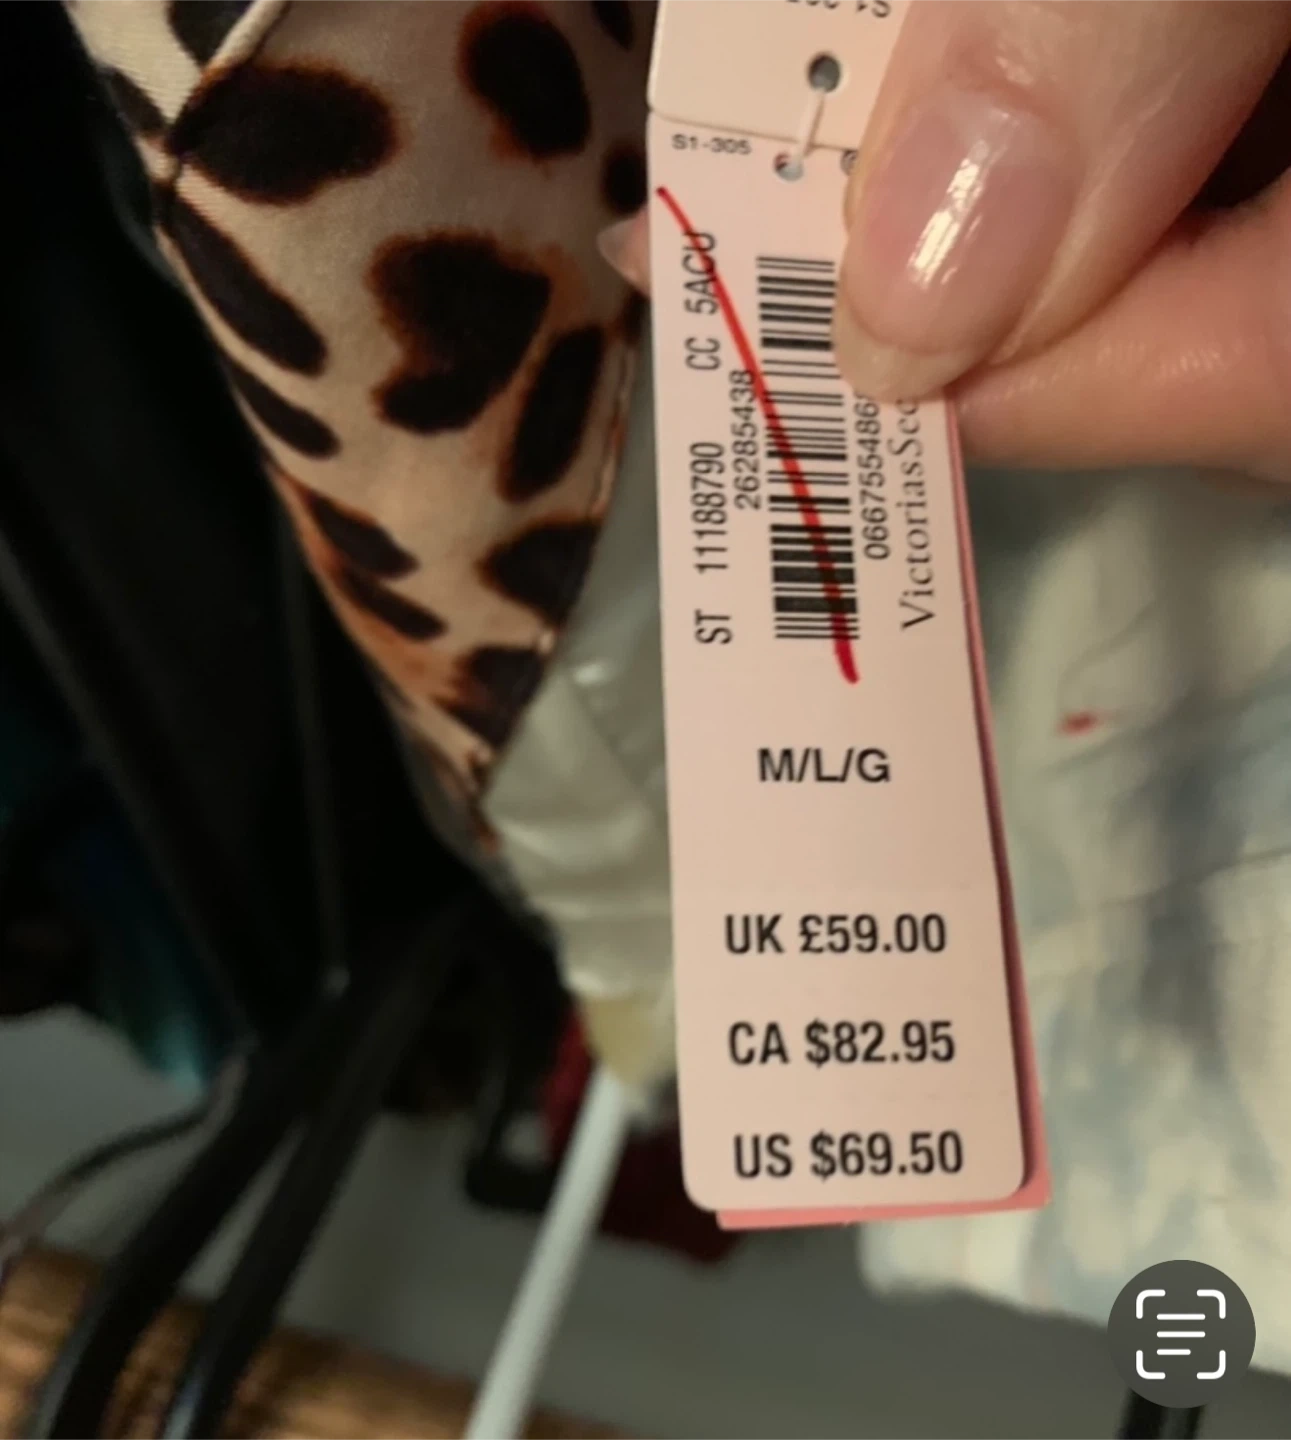 S1-305
ST 11188790 CC 5ACU
26285438
M/L/G
UK £59.00
CA $82.95
US $69.50